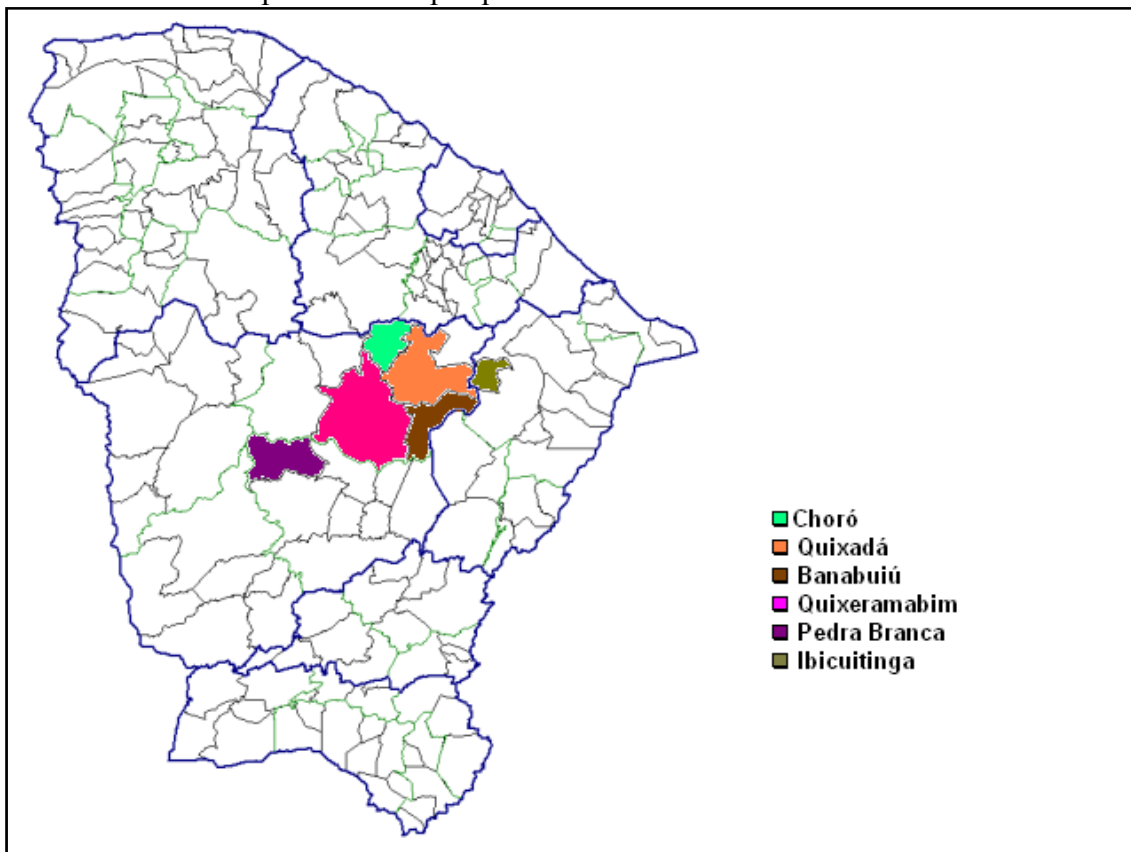 Choró
Quixadá
Banabuiú
Quixeramabim
Pedra Branca
Ibicuitinga